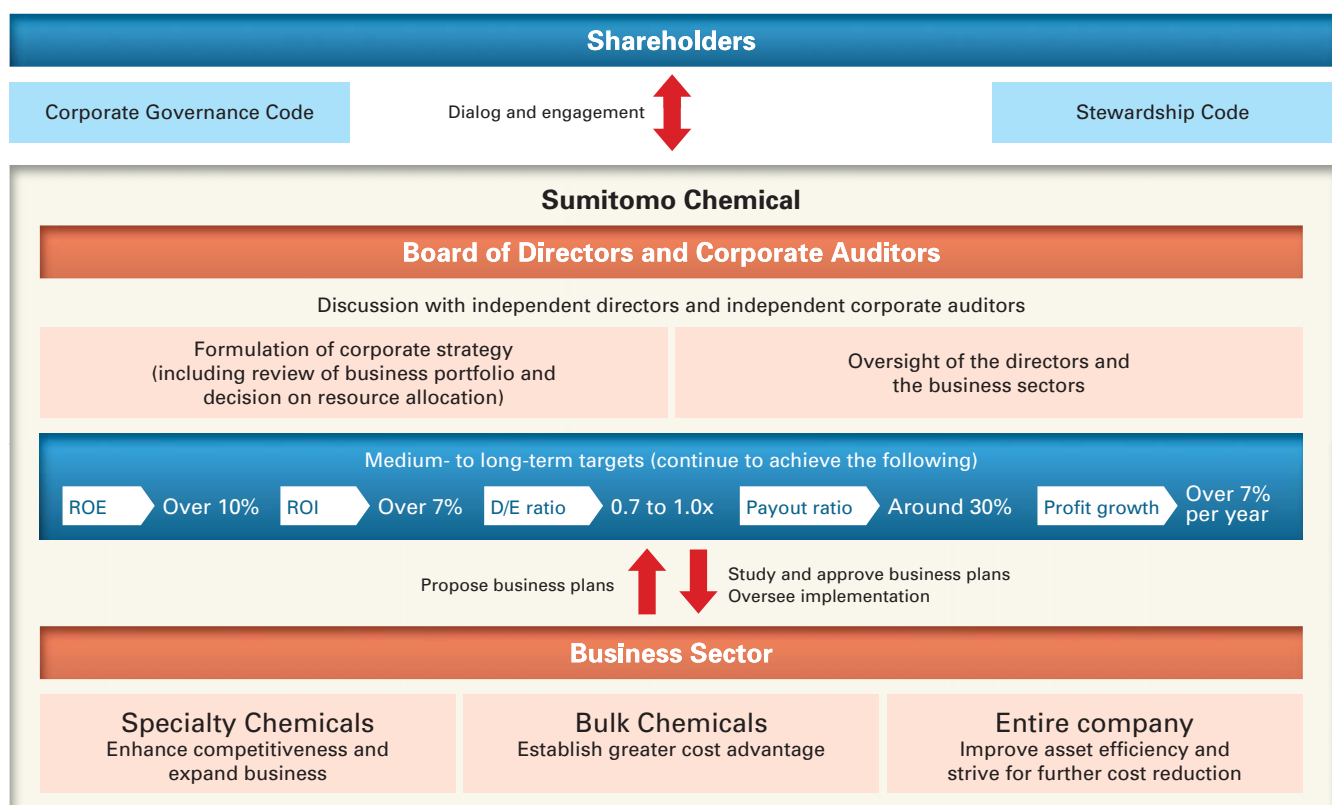 Shareholders
Corporate Governance Code
Dialog and engagement
Stewardship Code
Sumitomo Chemical
Board of Directors and Corporate Auditors
Discussion with independent directors and independent corporate auditors
Formulation of corporate strategy
(including review of business portfolio and
decision on resource allocation)
Oversight of the directors and
the business sectors
Medium- to long-term targets (continue to achieve the following)
ROE
Over 10%
ROI
Over 7%
D/E ratio
0.7 to 1.0x
Payout ratio
Around 30%
Profit growth
Over 7%
per year
Propose business plans
Study and approve business plans
Oversee implementation
Business Sector
Specialty Chemicals
Enhance competitiveness and
expand business
Bulk Chemicals
Establish greater cost advantage
Entire company
Improve asset efficiency and
strive for further cost reduction